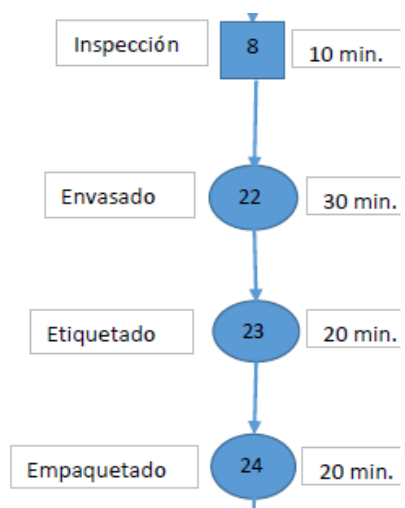 Inspección 8 10 min.
Envasado 22 30 min.
Etiquetado 23 20 min.
Empaquetado 24 20 min.